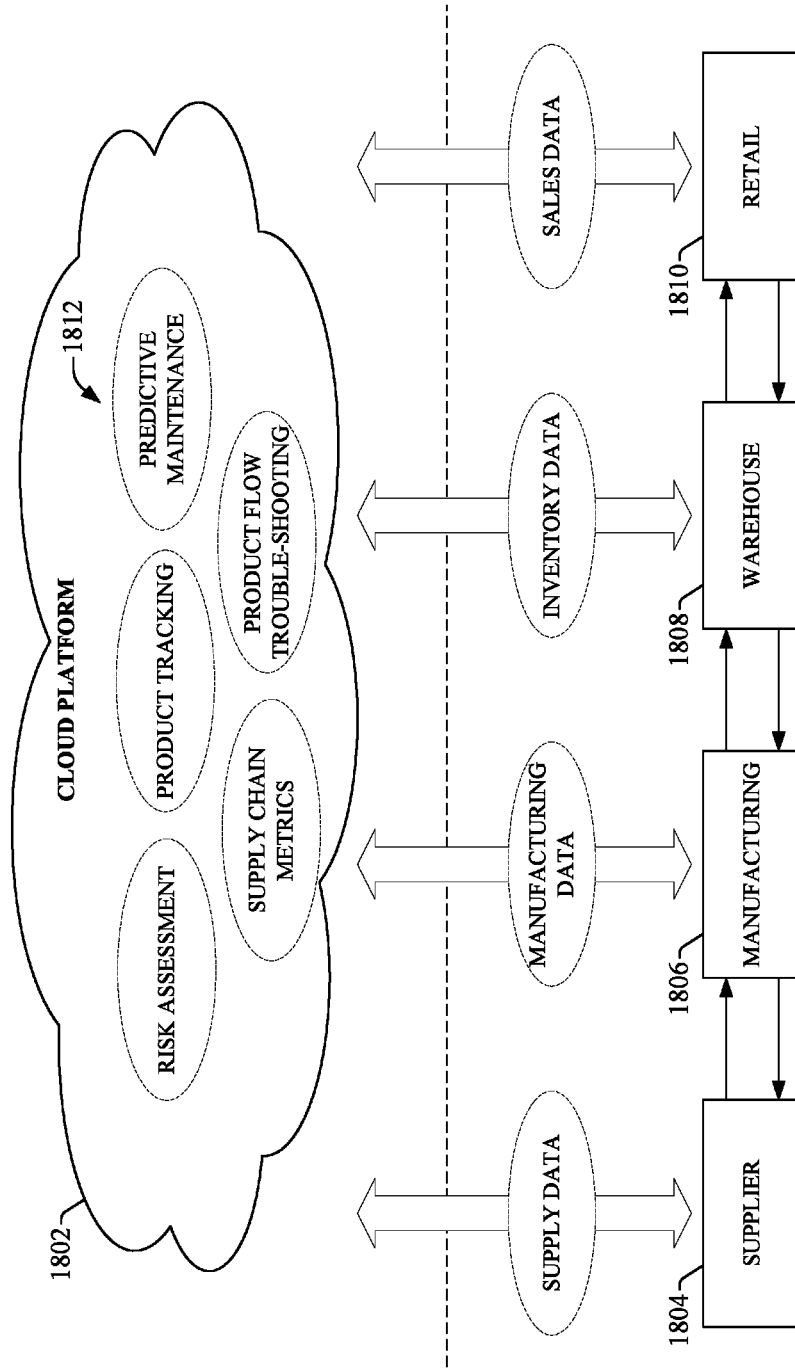 1802
CLOUD PLATFORM
1812
RISK ASSESSMENT
PRODUCT TRACKING
PREDICTIVE
MAINTENANCE
SUPPLY CHAIN
METRICS
PRODUCT FLOW
TROUBLE-SHOOTING
SUPPLY DATA
MANUFACTURING
DATA
INVENTORY DATA
SALES DATA
1804
SUPPLIER
1806
MANUFACTURING
1808
WAREHOUSE
1810
RETAIL